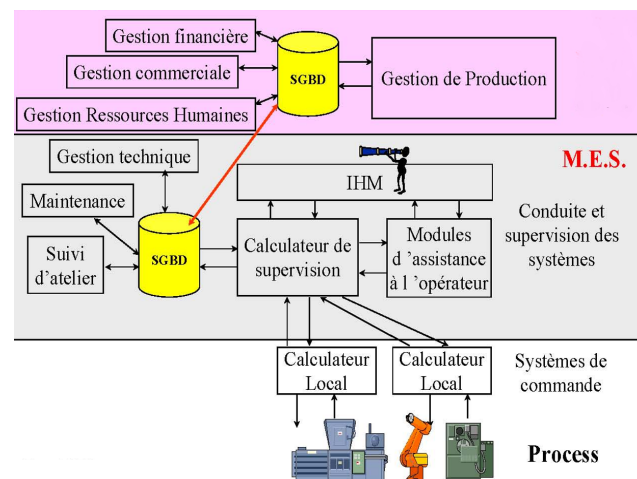 Gestion financière
Gestion commerciale
Gestion Ressources Humaines
SGBD
Gestion de Production
M.E.S.
Gestion technique
Maintenance
Suivi
d'atelier
SGBD
IHM
Calculateur de
supervision
Modules
d 'assistance
à l 'opérateur
Conduite et
supervision des
systèmes
Calculateur
Local
Calculateur
Local
Systèmes de
commande
Process